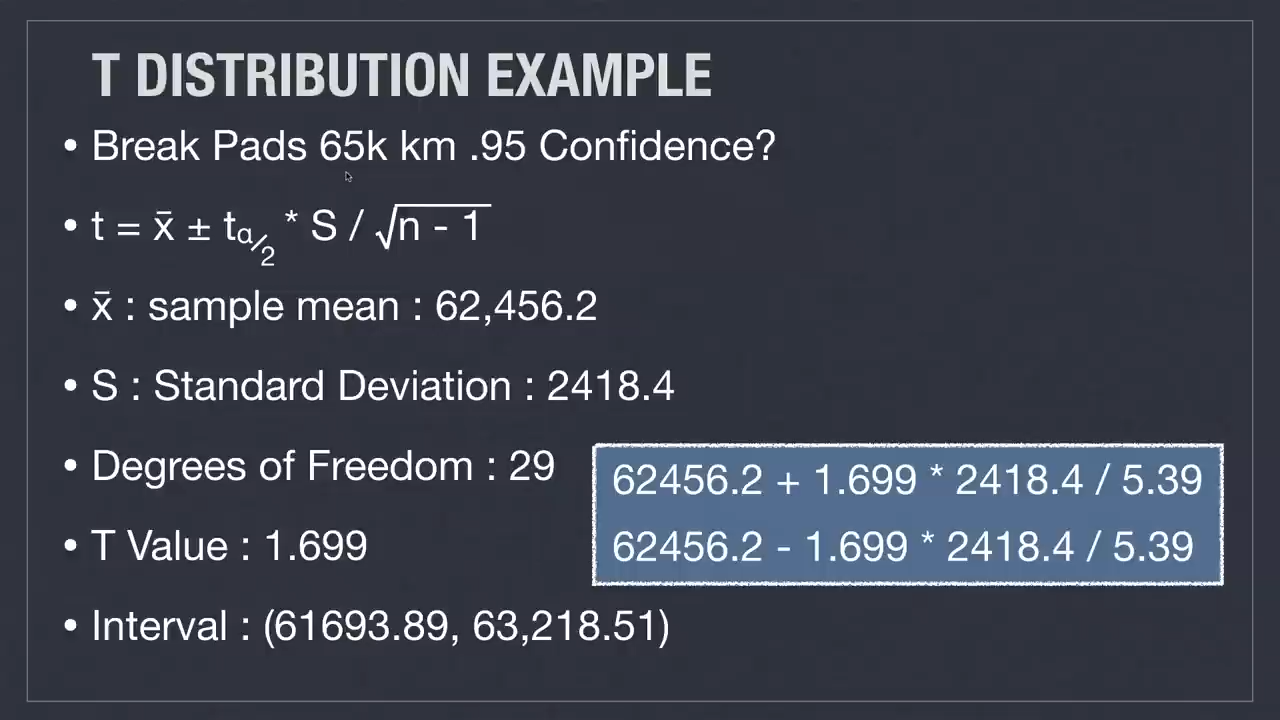 T DISTRIBUTION EXAMPLE
• Break Pads 65k km .95 Confidence?
• t = x̄ ± tα/2 * S / √n - 1
• x̄ : sample mean : 62,456.2
• S : Standard Deviation : 2418.4
• Degrees of Freedom : 29
62456.2 + 1.699 * 2418.4 / 5.39
62456.2 - 1.699 * 2418.4 / 5.39
• T Value : 1.699
• Interval : (61693.89, 63,218.51)